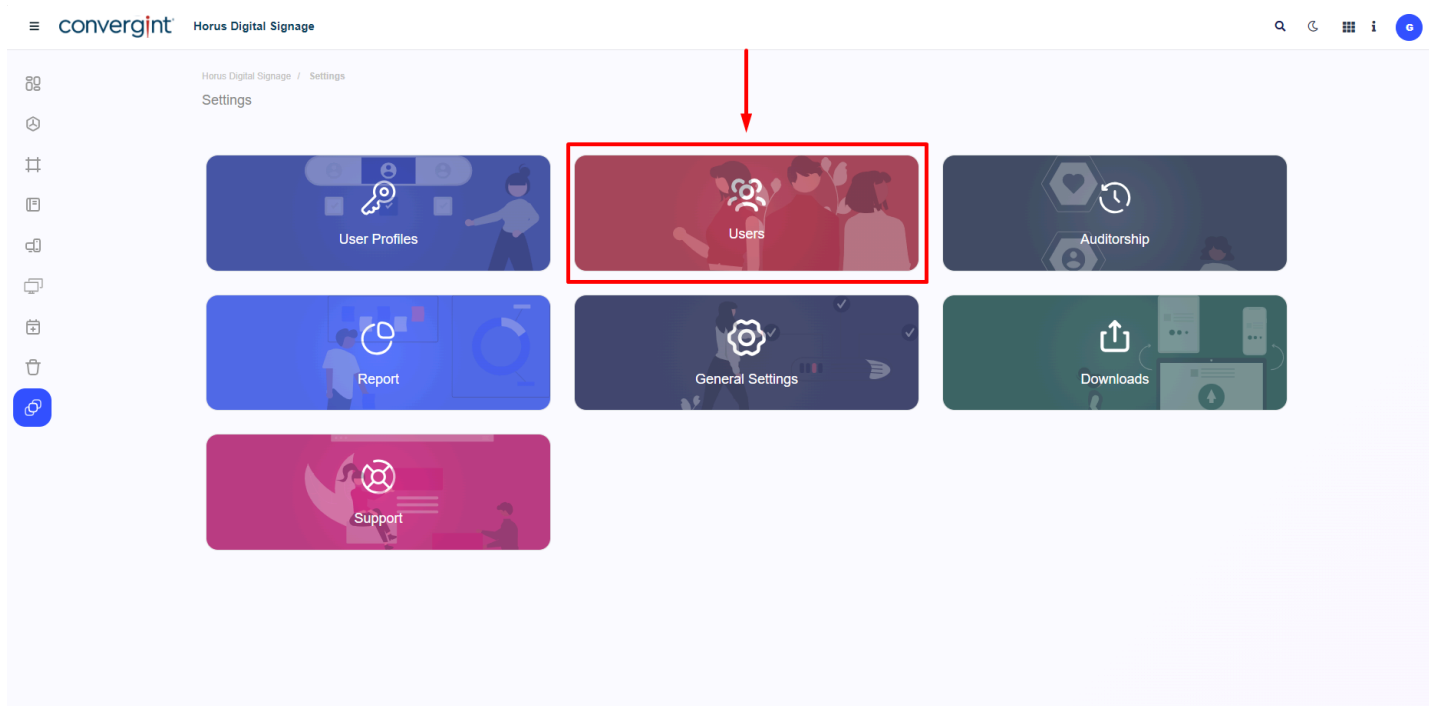 convergint Horus Digital Signage
G
Horus Digital Signage / Settings
Settings
User Profiles
Users
Auditorship
Report
General Settings
Downloads
Support